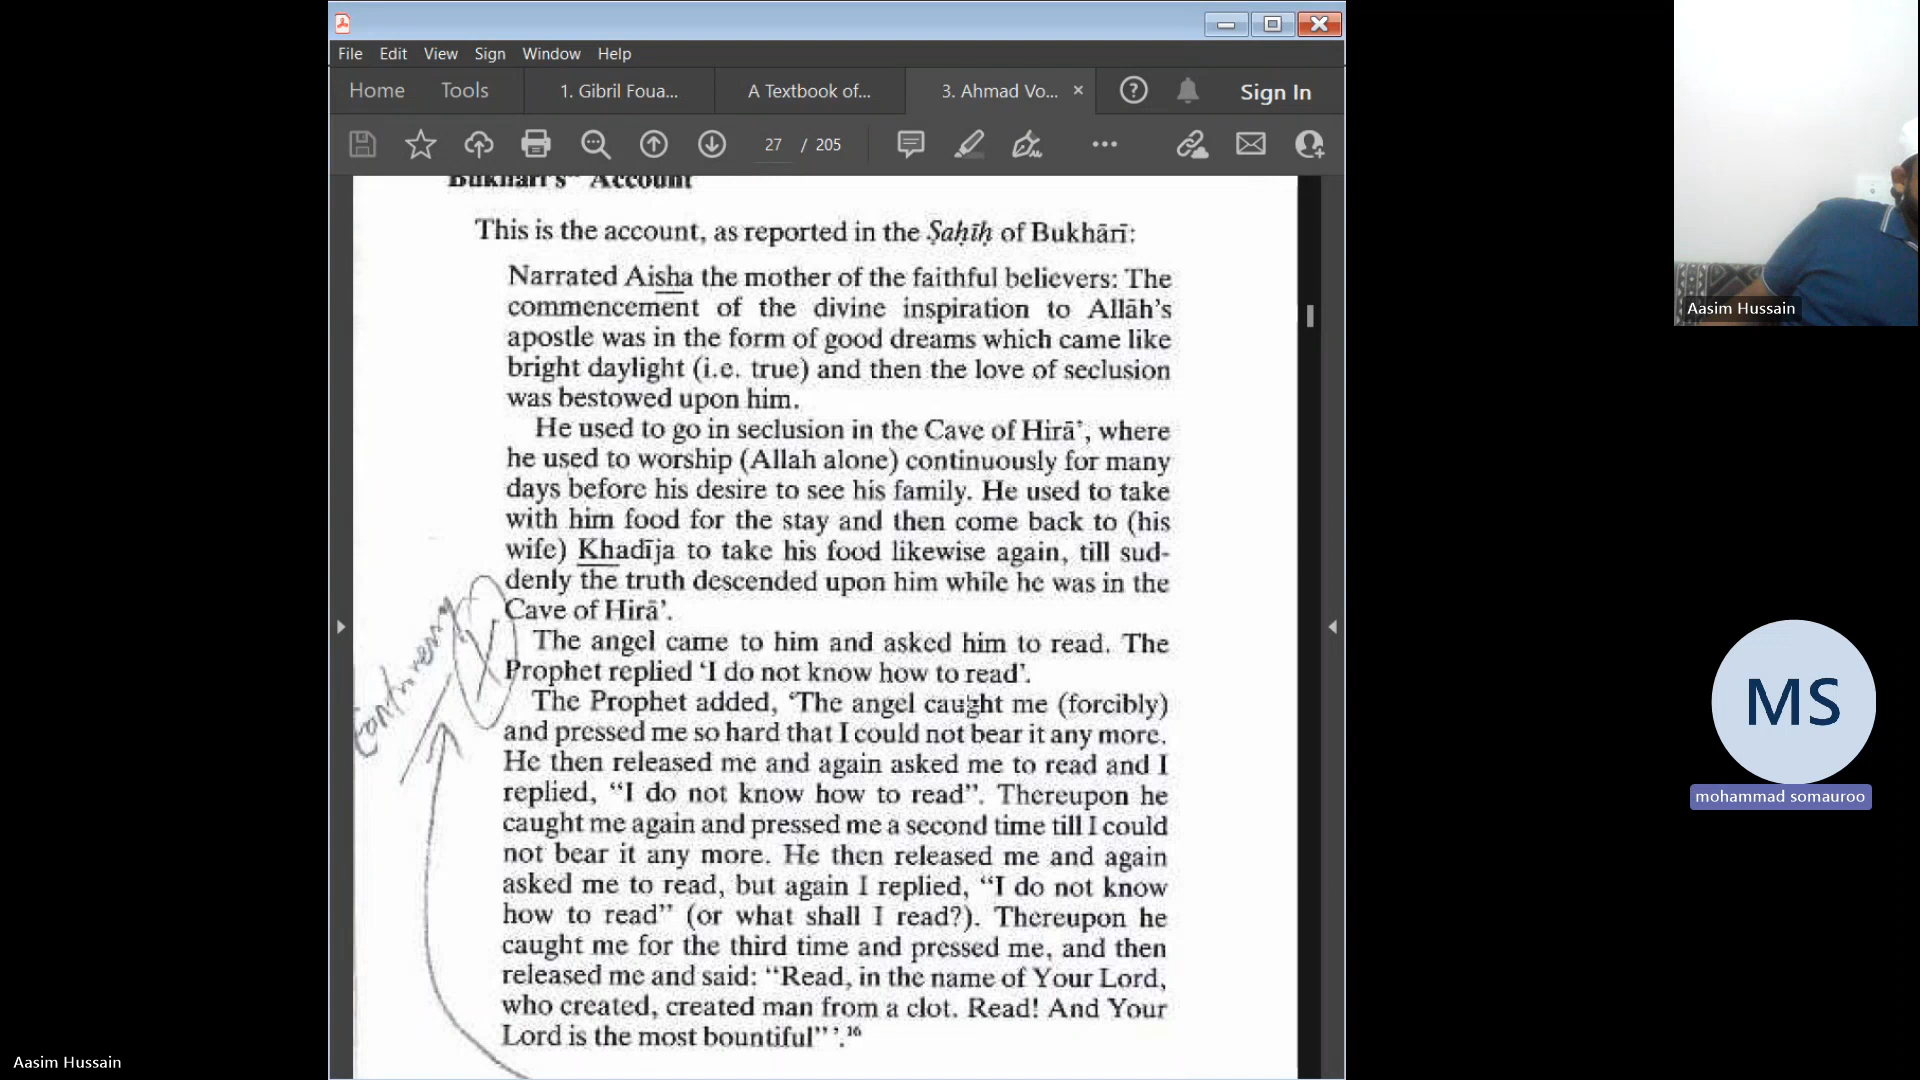 File Edit View Sign Window Help
Home Tools 1. Gibril Foua... A Textbook of... 3. Ahmad Vo... × ? Sign In
27 / 205
Bukhārī's Account
This is the account, as reported in the Ṣaḥīḥ of Bukhārī:
Narrated Aisha the mother of the faithful believers: The
commencement of the divine inspiration to Allāh's
apostle was in the form of good dreams which came like
bright daylight (i.e. true) and then the love of seclusion
was bestowed upon him.
He used to go in seclusion in the Cave of Hirā', where
he used to worship (Allah alone) continuously for many
days before his desire to see his family. He used to take
with him food for the stay and then come back to (his
wife) Khadīja to take his food likewise again, till sud-
denly the truth descended upon him while he was in the
Cave of Hirā'.
The angel came to him and asked him to read. The
Prophet replied 'I do not know how to read'.
The Prophet added, 'The angel caught me (forcibly)
and pressed me so hard that I could not bear it any more.
He then released me and again asked me to read and I
replied, "I do not know how to read". Thereupon he
caught me again and pressed me a second time till I could
not bear it any more. He then released me and again
asked me to read, but again I replied, "I do not know
how to read" (or what shall I read?). Thereupon he
caught me for the third time and pressed me, and then
released me and said: "Read, in the name of Your Lord,
who created, created man from a clot. Read! And Your
Lord is the most bountiful"'.16
Aasim Hussain
MS
mohammad somauroo
Aasim Hussain